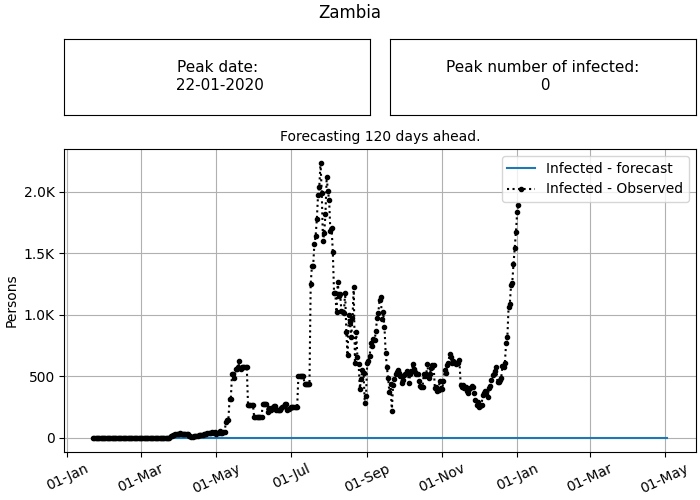 Zambia
Peak date:
22-01-2020
Peak number of infected:
0
Forecasting 120 days ahead.
Infected - forecast
Infected - Observed
Persons
2.0K
1.5K
1.0K
500
0
01-Jan
01-Mar
01-May
01-Jul
01-Sep
01-Nov
01-Jan
01-Mar
01-May